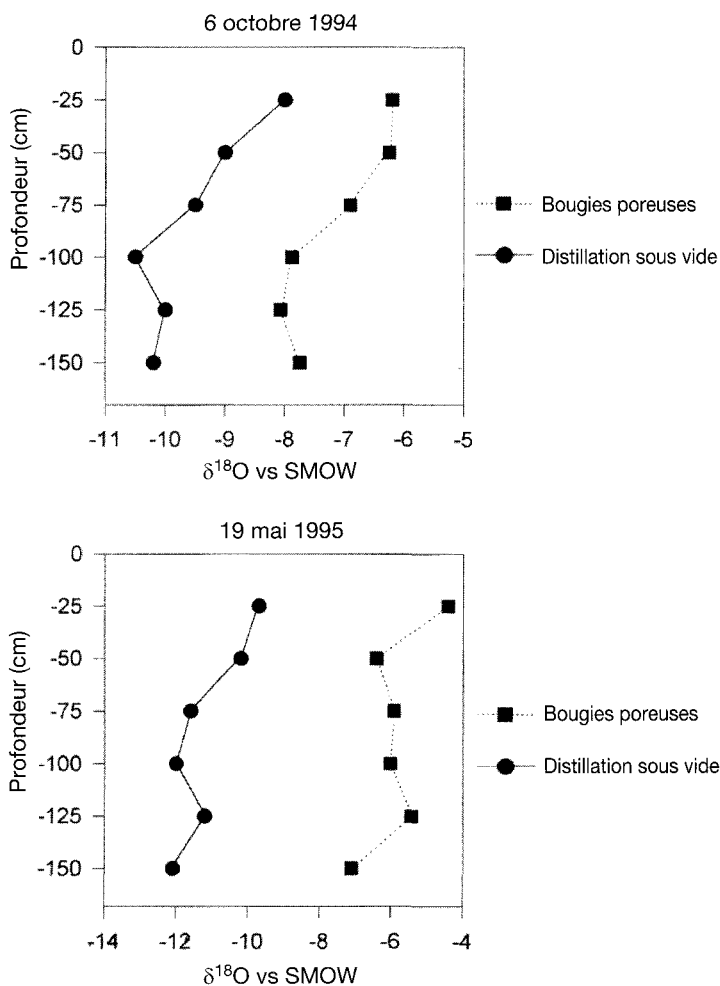 6 octobre 1994
0
-25
-50
-75
-100
-125
-150
Profondeur (cm)
-11 -10 -9 -8 -7 -6 -5
δ¹⁸O vs SMOW
Bougies poreuses
Distillation sous vide
19 mai 1995
0
-25
-50
-75
-100
-125
-150
Profondeur (cm)
-14 -12 -10 -8 -6 -4
δ¹⁸O vs SMOW
Bougies poreuses
Distillation sous vide